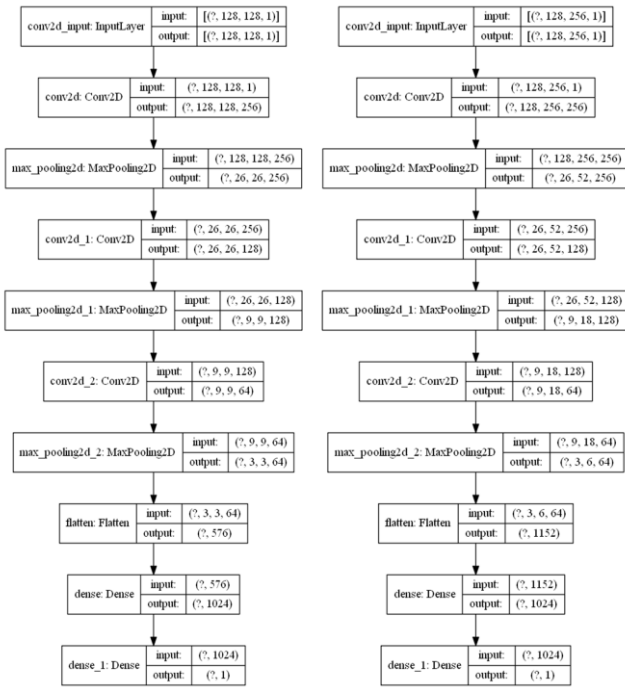 conv2d_input: InputLayer input: [(?, 128, 128, 1)]
output: [(?, 128, 128, 1)]
conv2d: Conv2D input: (?, 128, 128, 1)
output: (?, 128, 128, 256)
max_pooling2d: MaxPooling2D input: (?, 128, 128, 256)
output: (?, 26, 26, 256)
conv2d_1: Conv2D input: (?, 26, 26, 256)
output: (?, 26, 26, 128)
max_pooling2d_1: MaxPooling2D input: (?, 26, 26, 128)
output: (?, 9, 9, 128)
conv2d_2: Conv2D input: (?, 9, 9, 128)
output: (?, 9, 9, 64)
max_pooling2d_2: MaxPooling2D input: (?, 9, 9, 64)
output: (?, 3, 3, 64)
flatten: Flatten input: (?, 3, 3, 64)
output: (?, 576)
dense: Dense input: (?, 576)
output: (?, 1024)
dense_1: Dense input: (?, 1024)
output: (?, 1)
conv2d_input: InputLayer input: [(?, 128, 256, 1)]
output: [(?, 128, 256, 1)]
conv2d: Conv2D input: (?, 128, 256, 1)
output: (?, 128, 256, 256)
max_pooling2d: MaxPooling2D input: (?, 128, 256, 256)
output: (?, 26, 52, 256)
conv2d_1: Conv2D input: (?, 26, 52, 256)
output: (?, 26, 52, 128)
max_pooling2d_1: MaxPooling2D input: (?, 26, 52, 128)
output: (?, 9, 18, 128)
conv2d_2: Conv2D input: (?, 9, 18, 128)
output: (?, 9, 18, 64)
max_pooling2d_2: MaxPooling2D input: (?, 9, 18, 64)
output: (?, 3, 6, 64)
flatten: Flatten input: (?, 3, 6, 64)
output: (?, 1152)
dense: Dense input: (?, 1152)
output: (?, 1024)
dense_1: Dense input: (?, 1024)
output: (?, 1)